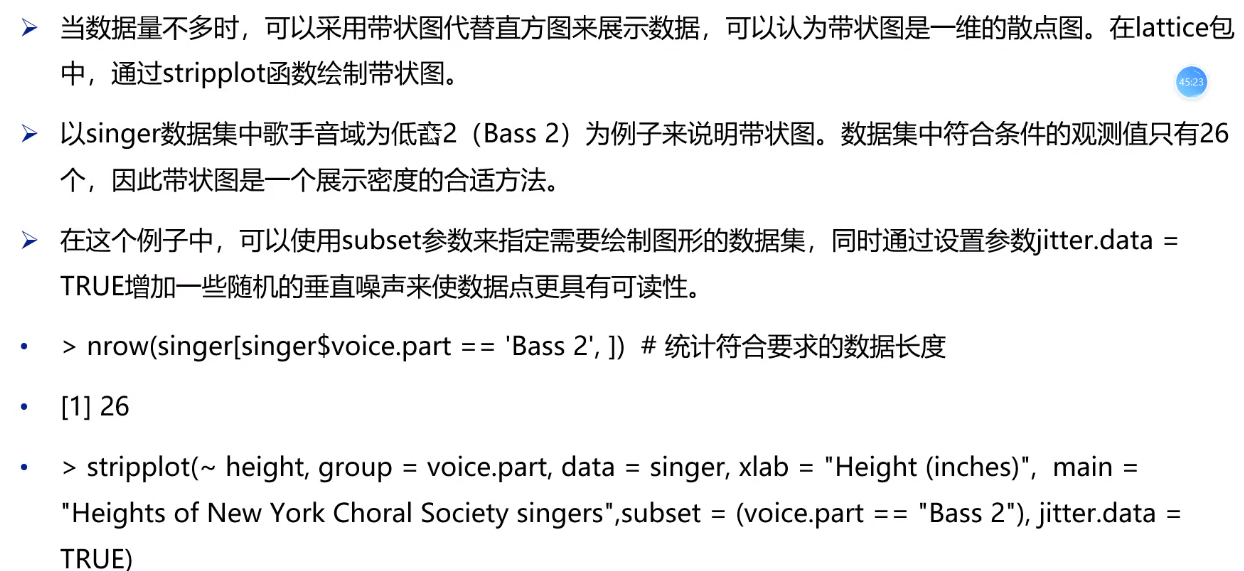 ➢ 当数据量不多时，可以采用带状图代替直方图来展示数据，可以认为带状图是一维的散点图。在lattice包
中，通过stripplot函数绘制带状图。
45:23
➢ 以singer数据集中歌手音域为低音2（Bass 2）为例子来说明带状图。数据集中符合条件的观测值只有26
个，因此带状图是一个展示密度的合适方法。
➢ 在这个例子中，可以使用subset参数来指定需要绘制图形的数据集，同时通过设置参数jitter.data =
TRUE增加一些随机的垂直噪声来使数据点更具有可读性。
• > nrow(singer[singer$voice.part == 'Bass 2', ])  # 统计符合要求的数据长度
• [1] 26
• > stripplot(~ height, group = voice.part, data = singer, xlab = "Height (inches)",  main =
"Heights of New York Choral Society singers",subset = (voice.part == "Bass 2"), jitter.data =
TRUE)